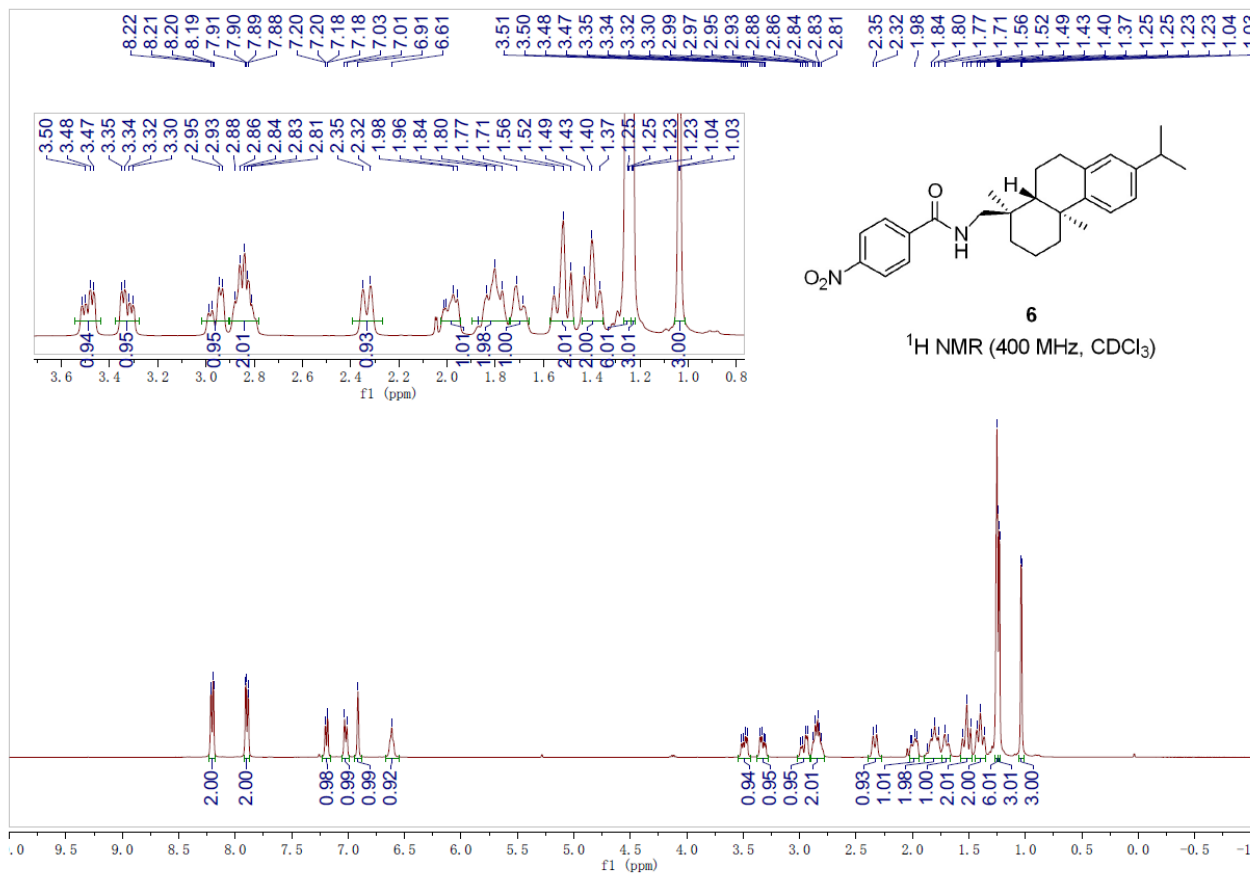 8.22 8.21 8.20 8.19 7.91 7.90 7.89 7.88 7.20 7.20 7.18 7.18 7.03 7.01 6.91 6.61 3.51 3.50 3.48 3.47 3.35 3.34 3.32 3.30 2.99 2.97 2.95 2.93 2.88 2.86 2.84 2.83 2.81 2.35 2.32 1.98 1.84 1.80 1.77 1.71 1.56 1.52 1.49 1.43 1.40 1.37 1.25 1.25 1.23 1.23 1.04 1.03
3.50 3.48 3.47 3.35 3.34 3.32 3.30 2.95 2.93 2.88 2.86 2.84 2.83 2.81 2.35 2.32 1.98 1.96 1.84 1.80 1.77 1.71 1.56 1.52 1.49 1.43 1.40 1.37 1.25 1.25 1.23 1.23 1.04 1.03
0.94 0.95 0.95 2.01 0.93 1.01 1.98 1.00 2.01 2.00 6.01 3.01 3.00
3.6 3.4 3.2 3.0 2.8 2.6 2.4 2.2 2.0 1.8 1.6 1.4 1.2 1.0 0.8
f1 (ppm)
H
O
N
H
O₂N
6
¹H NMR (400 MHz, CDCl₃)
2.00 2.00 0.98 0.99 0.99 0.92 0.94 0.95 0.95 2.01 0.93 1.01 1.98 1.00 2.01 2.00 6.01 3.01 3.00
.0 9.5 9.0 8.5 8.0 7.5 7.0 6.5 6.0 5.5 5.0 4.5 4.0 3.5 3.0 2.5 2.0 1.5 1.0 0.5 0.0 -0.5 -1
f1 (ppm)